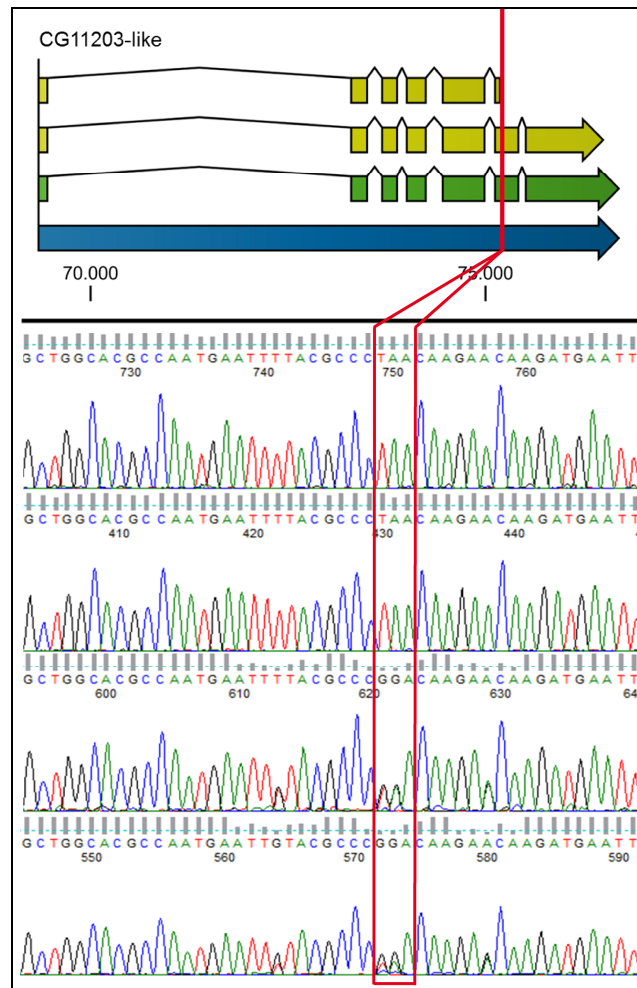 CG11203-like
70.000 75.000
GCTGGCACGCCAATGAATTTTACGCCCTAACAAGAACAAGATGAATT
730 740 750 760
GCTGGCACGCCAATGAATTTTACGCCCTAACAAGAACAAGATGAATT
410 420 430 440
GCTGGCACGCCAATGAATTTTACGCCCGGACAAGAACAAGATGAATT
600 610 620 630 64
GCTGGCACGCCAATGAATTGTACGCCCGGACAAGAACAAGATGAATT
550 560 570 580 590